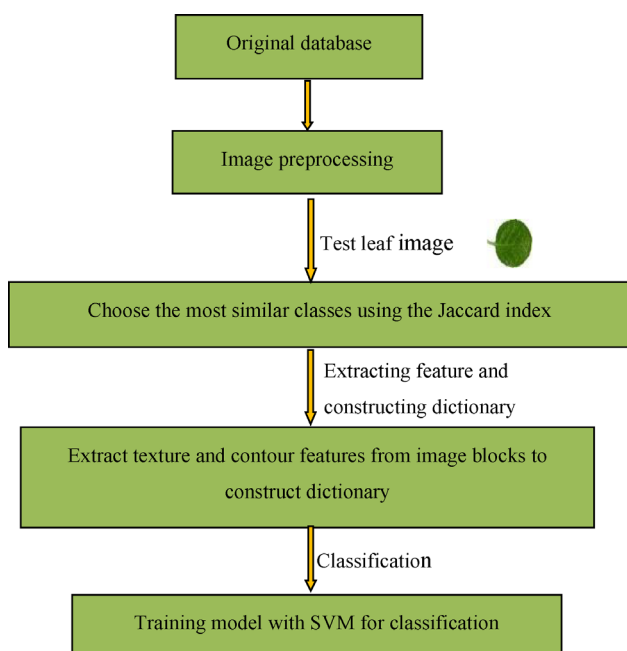 Original database
Image preprocessing
Test leaf image
Choose the most similar classes using the Jaccard index
Extracting feature and
constructing dictionary
Extract texture and contour features from image blocks to
construct dictionary
Classification
Training model with SVM for classification